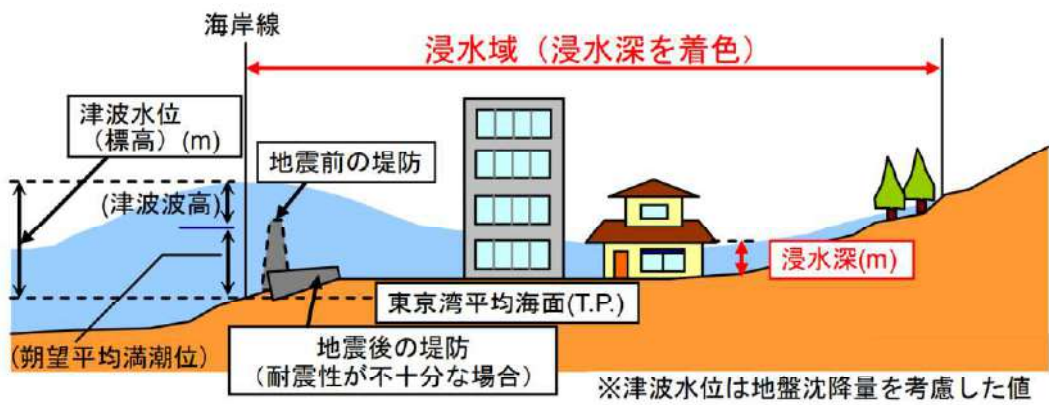 海岸線
浸水域（浸水深を着色）
津波水位
（標高）(m)
地震前の堤防
(津波波高)
浸水深(m)
東京湾平均海面(T.P.)
(朔望平均満潮位)
地震後の堤防
（耐震性が不十分な場合）
※津波水位は地盤沈降量を考慮した値